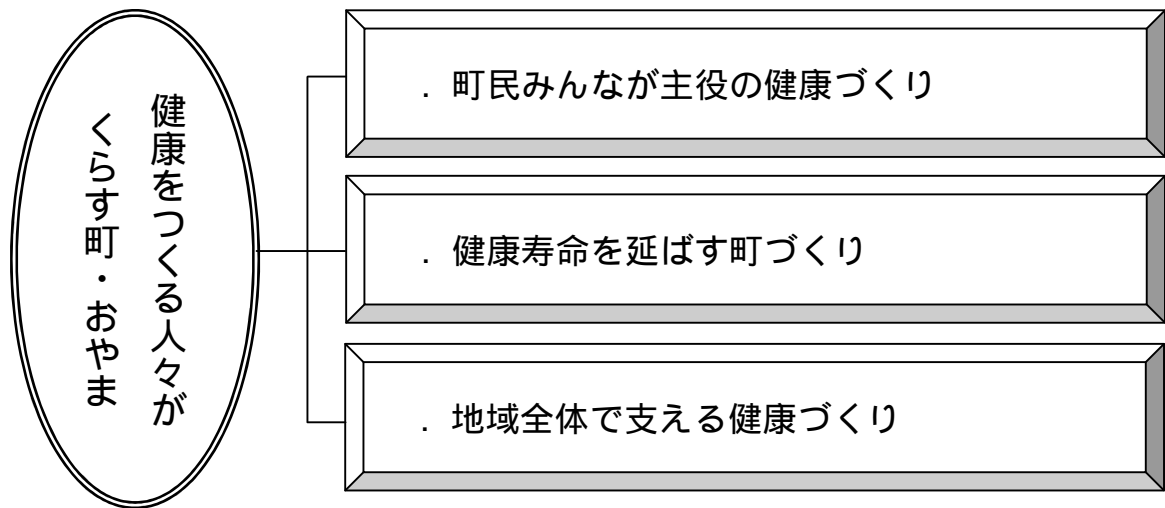 健康をつくる人々が
くらす町・おやま
．町民みんなが主役の健康づくり
．健康寿命を延ばす町づくり
．地域全体で支える健康づくり